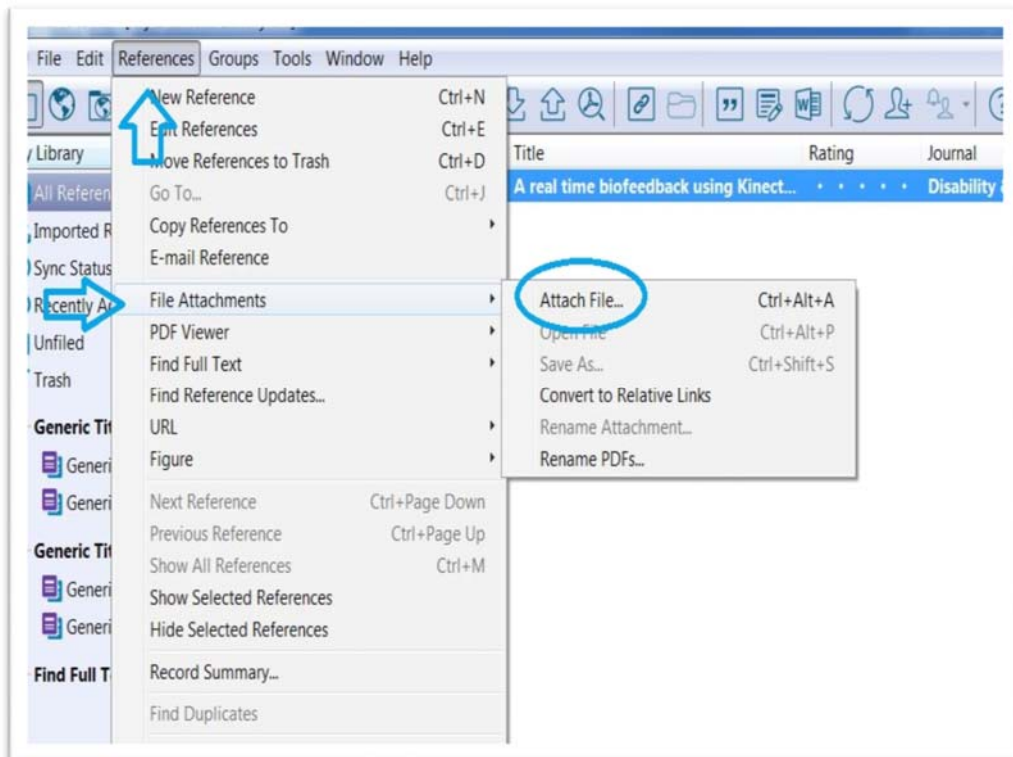 File Edit References Groups Tools Window Help
New Reference Ctrl+N
Edit References Ctrl+E
Move References to Trash Ctrl+D
Go To... Ctrl+J
Copy References To
E-mail Reference
File Attachments
PDF Viewer
Find Full Text
Find Reference Updates...
URL
Figure
Next Reference Ctrl+Page Down
Previous Reference Ctrl+Page Up
Show All References Ctrl+M
Show Selected References
Hide Selected References
Record Summary...
Find Duplicates
Attach File... Ctrl+Alt+A
Open File Ctrl+Alt+P
Save As... Ctrl+Shift+S
Convert to Relative Links
Rename Attachment...
Rename PDFs...
Library
All Referen
Imported R
Sync Status
Recently A
Unfiled
Trash
Generic Tit
Generi
Generi
Generic Tit
Generi
Generi
Find Full T
Title Rating Journal
A real time biofeedback using Kinect... Disability